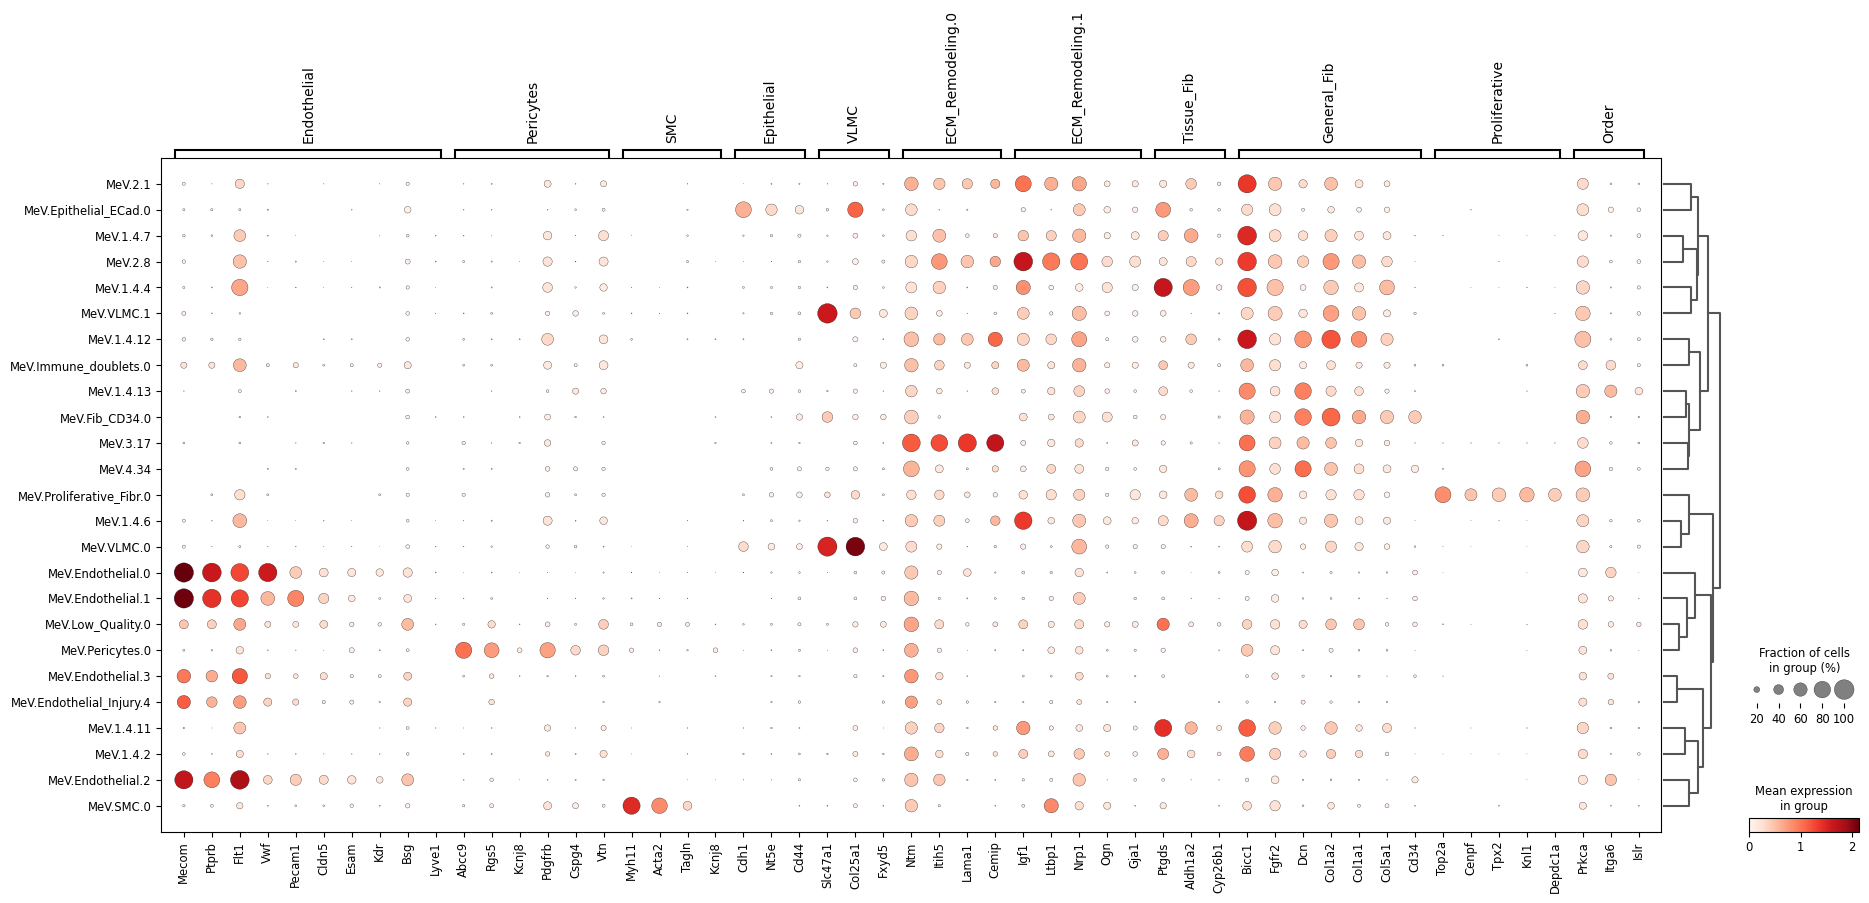 Endothelial
Pericytes
SMC
Epithelial
VLMC
ECM_Remodeling.0
ECM_Remodeling.1
Tissue_Fib
General_Fib
Proliferative
Order
MeV.2.1
MeV.Epithelial_ECad.0
MeV.1.4.7
MeV.2.8
MeV.1.4.4
MeV.VLMC.1
MeV.1.4.12
MeV.Immune_doublets.0
MeV.1.4.13
MeV.Fib_CD34.0
MeV.3.17
MeV.4.34
MeV.Proliferative_Fibr.0
MeV.1.4.6
MeV.VLMC.0
MeV.Endothelial.0
MeV.Endothelial.1
MeV.Low_Quality.0
MeV.Pericytes.0
MeV.Endothelial.3
MeV.Endothelial_Injury.4
MeV.1.4.11
MeV.1.4.2
MeV.Endothelial.2
MeV.SMC.0
Mecom
Ptprb
Flt1
Vwf
Pecam1
Cldn5
Esam
Kdr
Bsg
Lyve1
Abcc9
Rgs5
Kcnj8
Pdgfrb
Cspg4
Vtn
Myh11
Acta2
Tagln
Kcnj8
Cdh1
Nt5e
Cd44
Slc47a1
Col25a1
Fxyd5
Ntm
Itih5
Lama1
Cemip
Igf1
Ltbp1
Nrp1
Ogn
Gja1
Ptgds
Aldh1a2
Cyp26b1
Bicc1
Fgfr2
Dcn
Col1a2
Col1a1
Col5a1
Cd34
Top2a
Cenpf
Tpx2
Knl1
Depdc1a
Prkca
Itga6
Islr
Fraction of cells
in group (%)
20 40 60 80 100
Mean expression
in group
0 1 2